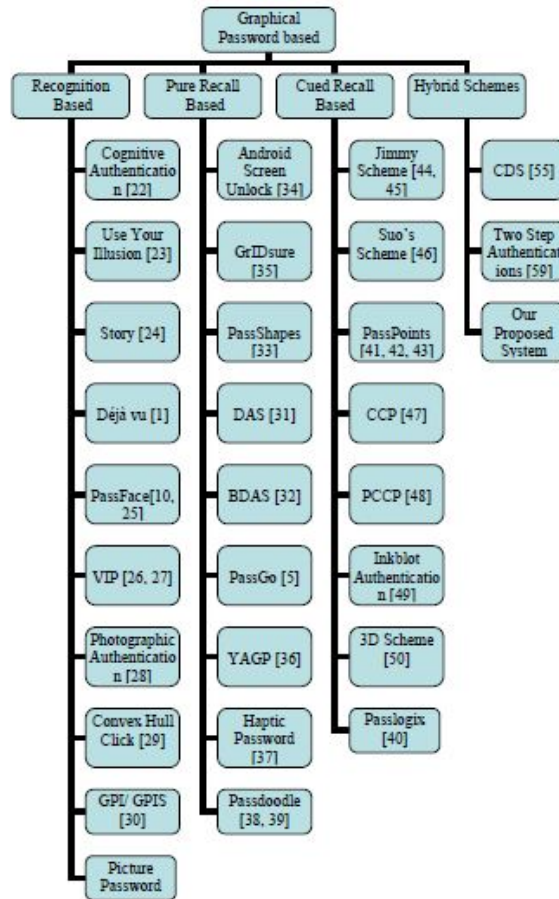 Graphical
Password based
Recognition
Based
Pure Recall
Based
Cued Recall
Based
Hybrid Schemes
Cognitive
Authenticatio
n [22]
Use Your
Illusion [23]
Story [24]
Déjà vu [1]
PassFace[10,
25]
VIP [26, 27]
Photographic
Authenticatio
n [28]
Convex Hull
Click [29]
GPI/ GPIS
[30]
Picture
Password
Android
Screen
Unlock [34]
GrIDsure
[35]
PassShapes
[33]
DAS [31]
BDAS [32]
PassGo [5]
YAGP [36]
Haptic
Password
[37]
Passdoodle
[38, 39]
Jimmy
Scheme [44,
45]
Suo's
Scheme [46]
PassPoints
[41, 42, 43]
CCP [47]
PCCP [48]
Inkblot
Authenticatio
n [49]
3D Scheme
[50]
Passlogix
[40]
CDS [55]
Two Step
Authenticat
ions [59]
Our
Proposed
System